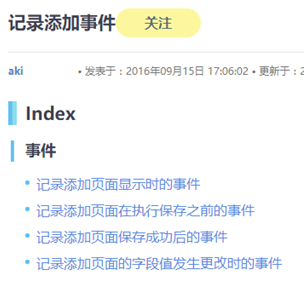 记录添加事件 关注
aki • 发表于：2016年09月15日 17:06:02 • 更新于：2
Index
事件
记录添加页面显示时的事件
记录添加页面在执行保存之前的事件
记录添加页面保存成功后的事件
记录添加页面的字段值发生更改时的事件